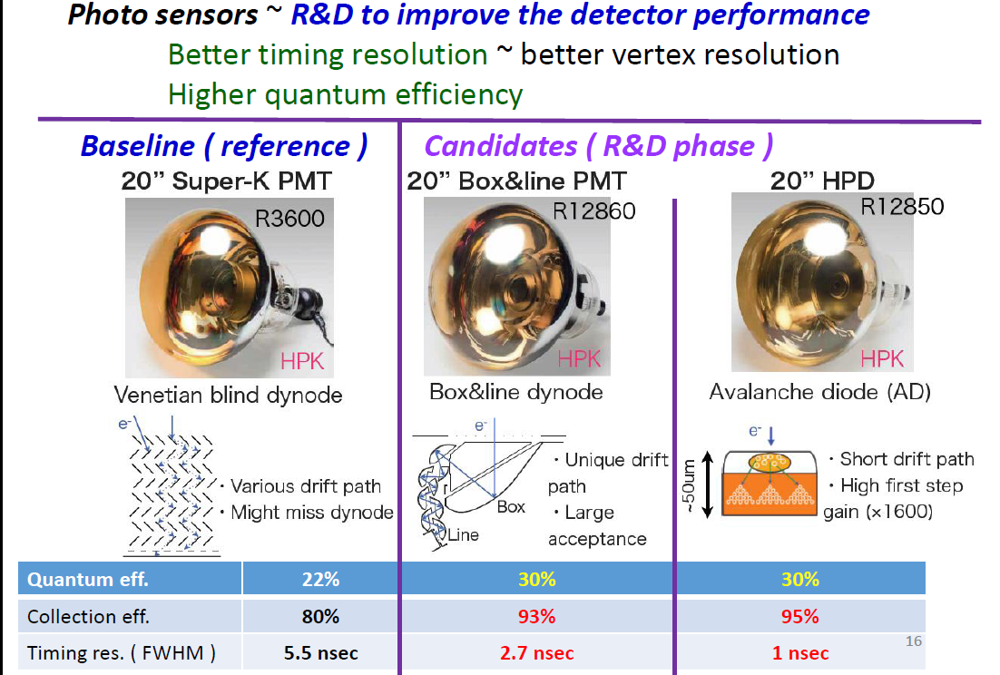 Photo sensors ~ R&D to improve the detector performance
Better timing resolution ~ better vertex resolution
Higher quantum efficiency
Baseline ( reference )
20” Super-K PMT
R3600
HPK
Venetian blind dynode
e-
・Various drift path
・Might miss dynode
Candidates ( R&D phase )
20” Box&line PMT
R12860
HPK
Box&line dynode
e-
Box
Line
・Unique drift
path
・Large
acceptance
20” HPD
R12850
HPK
Avalanche diode (AD)
e-
~50um
・Short drift path
・High first step
gain (×1600)
Quantum eff. 22% 30% 30%
Collection eff. 80% 93% 95%
Timing res. ( FWHM ) 5.5 nsec 2.7 nsec 1 nsec
16